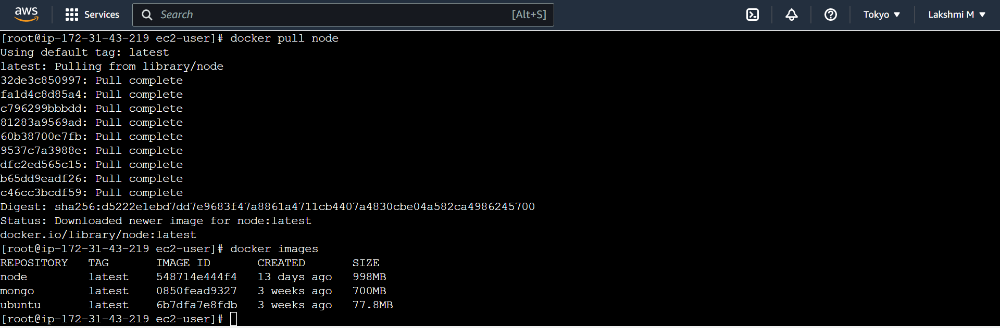 aws Services Search [Alt+S] Tokyo Lakshmi M
[root@ip-172-31-43-219 ec2-user]# docker pull node
Using default tag: latest
latest: Pulling from library/node
32de3c850997: Pull complete
fa1d4c8d85a4: Pull complete
c796299bbbdd: Pull complete
81283a9569ad: Pull complete
60b38700e7fb: Pull complete
9537c7a3988e: Pull complete
dfc2ed565c15: Pull complete
b65dd9eadf26: Pull complete
c46cc3bcdf59: Pull complete
Digest: sha256:d5222e1ebd7dd7e9683f47a8861a4711cb4407a4830cbe04a582ca4986245700
Status: Downloaded newer image for node:latest
docker.io/library/node:latest
[root@ip-172-31-43-219 ec2-user]# docker images
REPOSITORY TAG IMAGE ID CREATED SIZE
node latest 548714e444f4 13 days ago 998MB
mongo latest 0850fead9327 3 weeks ago 700MB
ubuntu latest 6b7dfa7e8fdb 3 weeks ago 77.8MB
[root@ip-172-31-43-219 ec2-user]#